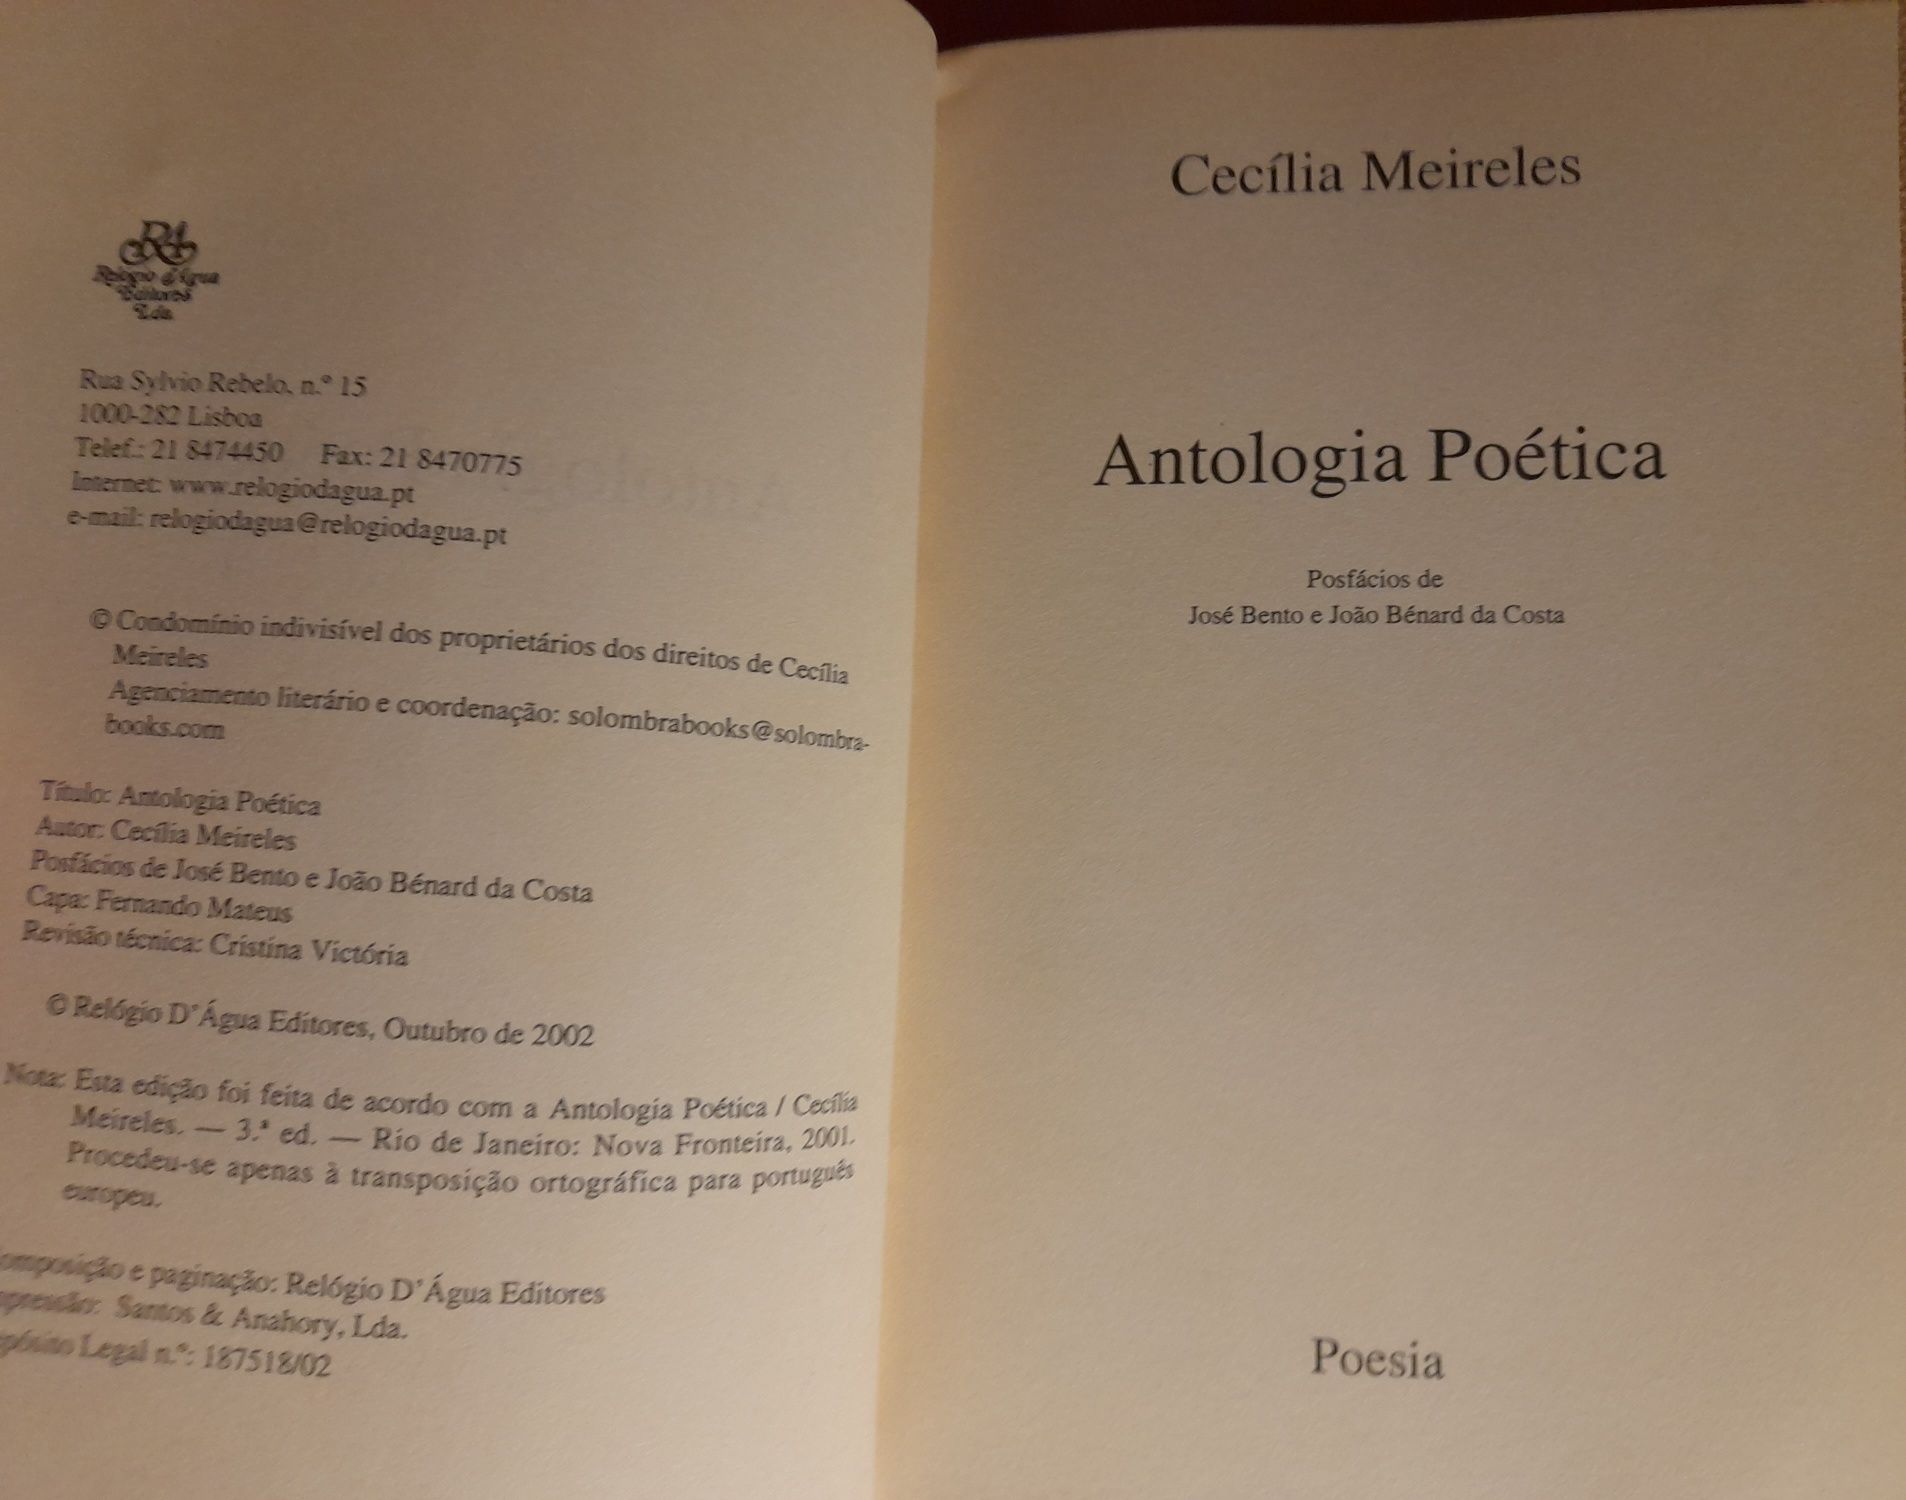 RA
Relógio d'Água
Editores
Lda.
Rua Sylvio Rebelo, n.º 15
1000-282 Lisboa
Telef.: 21 8474450 Fax: 21 8470775
Internet: www.relogiodagua.pt
e-mail: relogiodagua@relogiodagua.pt
© Condomínio indivisível dos proprietários dos direitos de Cecília
Meireles
Agenciamento literário e coordenação: solombrabooks@solombra-
books.com
Título: Antologia Poética
Autor: Cecília Meireles
Posfácios de José Bento e João Bénard da Costa
Capa: Fernando Mateus
Revisão técnica: Cristina Victória
© Relógio D'Água Editores, Outubro de 2002
Nota: Esta edição foi feita de acordo com a Antologia Poética / Cecília
Meireles. — 3.ª ed. — Rio de Janeiro: Nova Fronteira, 2001.
Procedeu-se apenas à transposição ortográfica para português
europeu.
omposição e paginação: Relógio D'Água Editores
pressão: Santos & Anahory, Lda.
pósito Legal n.º: 187518/02
Cecília Meireles
Antologia Poética
Posfácios de
José Bento e João Bénard da Costa
Poesia